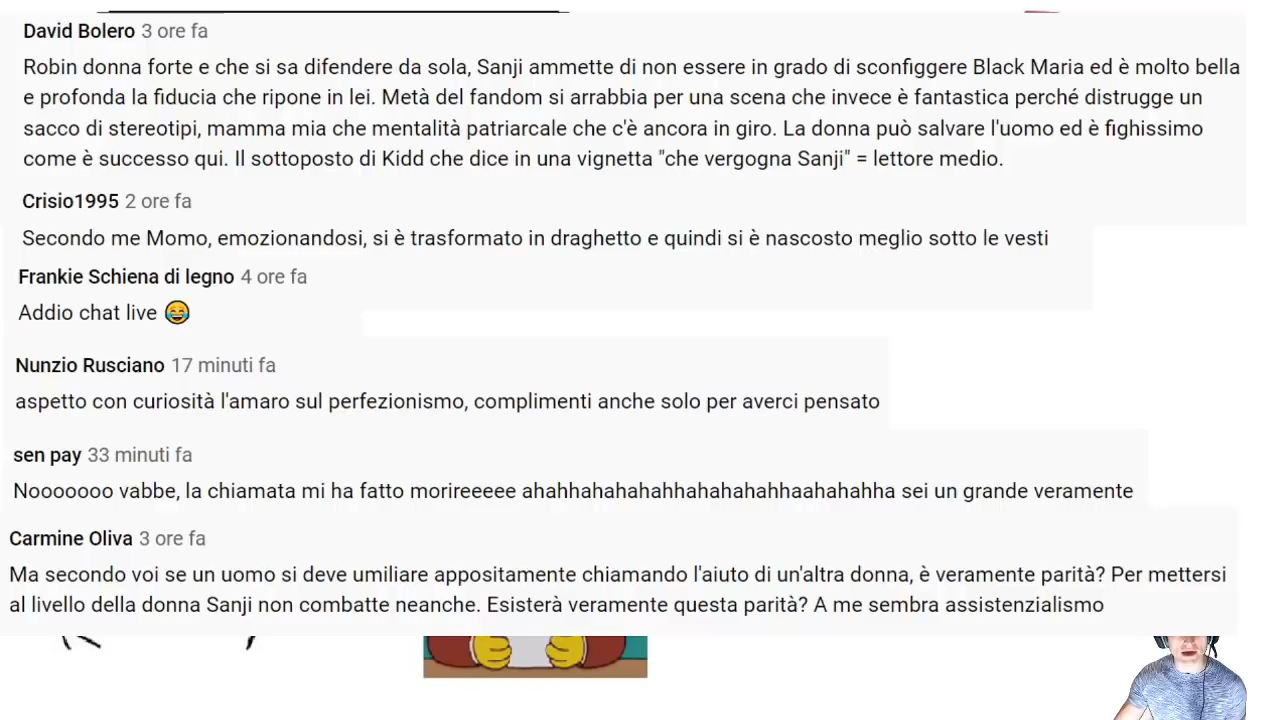 David Bolero 3 ore fa
Robin donna forte e che si sa difendere da sola, Sanji ammette di non essere in grado di sconfiggere Black Maria ed è molto bella
e profonda la fiducia che ripone in lei. Metà del fandom si arrabbia per una scena che invece è fantastica perché distrugge un
sacco di stereotipi, mamma mia che mentalità patriarcale che c'è ancora in giro. La donna può salvare l'uomo ed è fighissimo
come è successo qui. Il sottoposto di Kidd che dice in una vignetta "che vergogna Sanji" = lettore medio.
Crisio1995 2 ore fa
Secondo me Momo, emozionandosi, si è trasformato in draghetto e quindi si è nascosto meglio sotto le vesti
Frankie Schiena di legno 4 ore fa
Addio chat live 😂
Nunzio Rusciano 17 minuti fa
aspetto con curiosità l'amaro sul perfezionismo, complimenti anche solo per averci pensato
sen pay 33 minuti fa
Nooooooo vabbe, la chiamata mi ha fatto morireeeee ahahhahahahahhahahahahhaahahahha sei un grande veramente
Carmine Oliva 3 ore fa
Ma secondo voi se un uomo si deve umiliare appositamente chiamando l'aiuto di un'altra donna, è veramente parità? Per mettersi
al livello della donna Sanji non combatte neanche. Esisterà veramente questa parità? A me sembra assistenzialismo